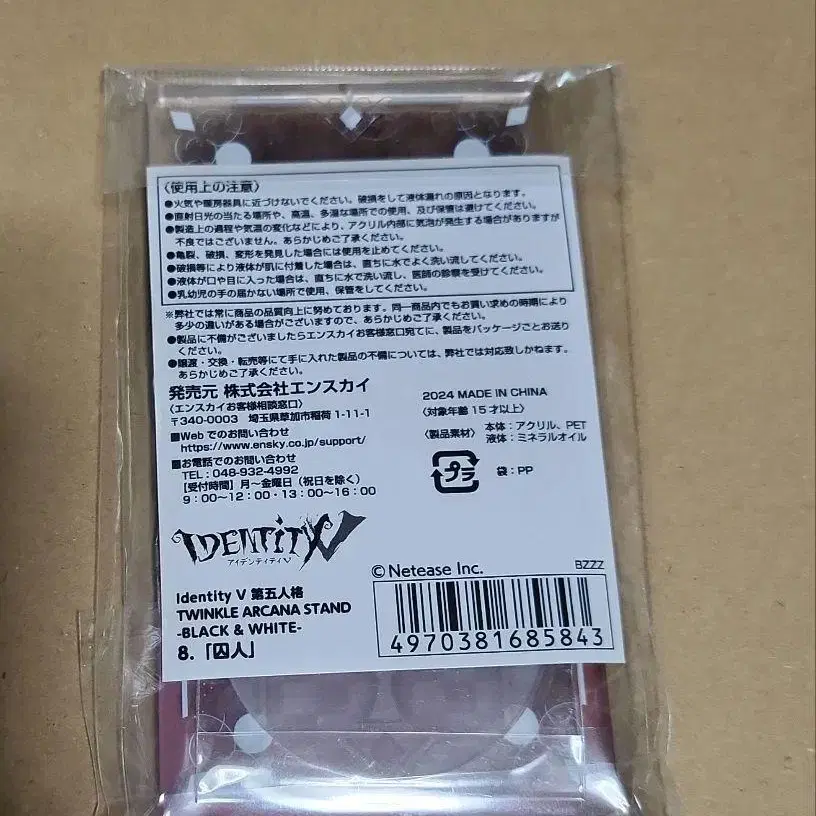 〈使用上の注意〉
●火気や暖房器具に近づけないでください。破損をして液体漏れの原因となります。
●直射日光の当たる場所や、高温、多湿な場所での使用、及び保管は避けてください。
●製造上の過程や気温の変化などにより、アクリル内部に気泡が発生する場合がありますが
不良ではございません。あらかじめご了承ください。
●亀裂、破損、変形を発見した場合には使用を止めてください。
●破損等により液体が肌に付着した場合は、直ちに水でよく洗い流してください。
●液体が口や目に入った場合は、直ちに水で洗い流し、医師の診察を受けてください。
●乳幼児の手の届かない場所で使用、保管をしてください。
※弊社では常に商品の品質向上に努めております。同一商品内でもお買い求めの時期により
多少の違いがある場合がございますので、あらかじめご了承ください。
●製品に不備がございましたらエンスカイお客様窓口宛てに、製品をパッケージごとお送り
ください。
●譲渡・交換・転売等にて手に入れた製品の不備については、弊社では対応致しかねます。
あらかじめご了承ください。
発売元 株式会社エンスカイ
〈エンスカイお客様相談窓口〉
〒340-0003 埼玉県草加市稲荷 1-11-1
■Web でのお問い合わせ
https://www.ensky.co.jp/support/
■お電話でのお問い合わせ
TEL:048-932-4992
【受付時間】月〜金曜日(祝日を除く)
9:00〜12:00・13:00〜16:00
2024 MADE IN CHINA
〈対象年齢 15 才以上〉
〈製品素材〉 本体:アクリル、PET
液体:ミネラルオイル
プラ
袋:PP
IDENTITY V
アイデンティティV
Identity V 第五人格
TWINKLE ARCANA STAND
-BLACK & WHITE-
8.「囚人」
©Netease Inc.
BZZZ
4970381685843